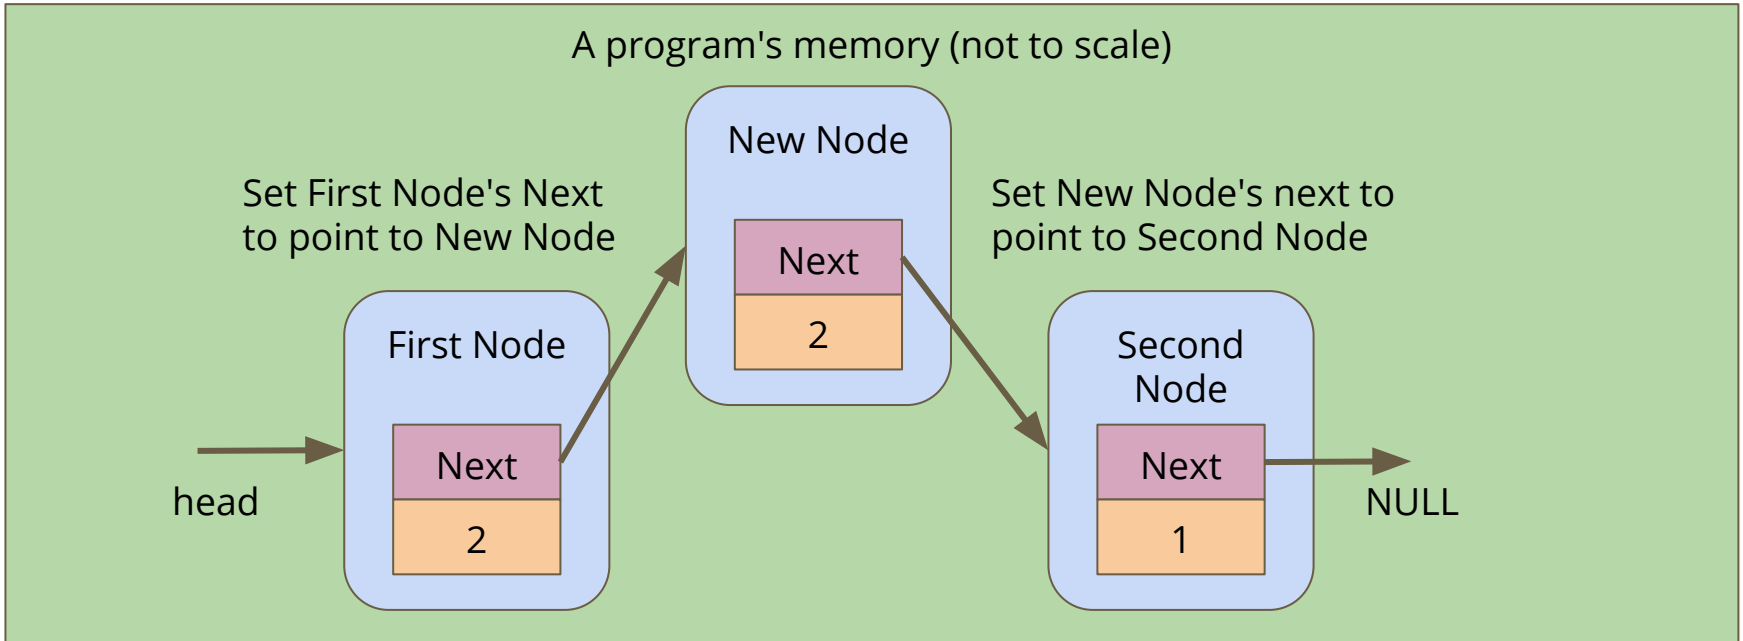 A program's memory (not to scale)
New Node
Set First Node's Next
to point to New Node
Set New Node's next to
point to Second Node
Next
2
First Node
Next
2
Second
Node
Next
1
head
NULL